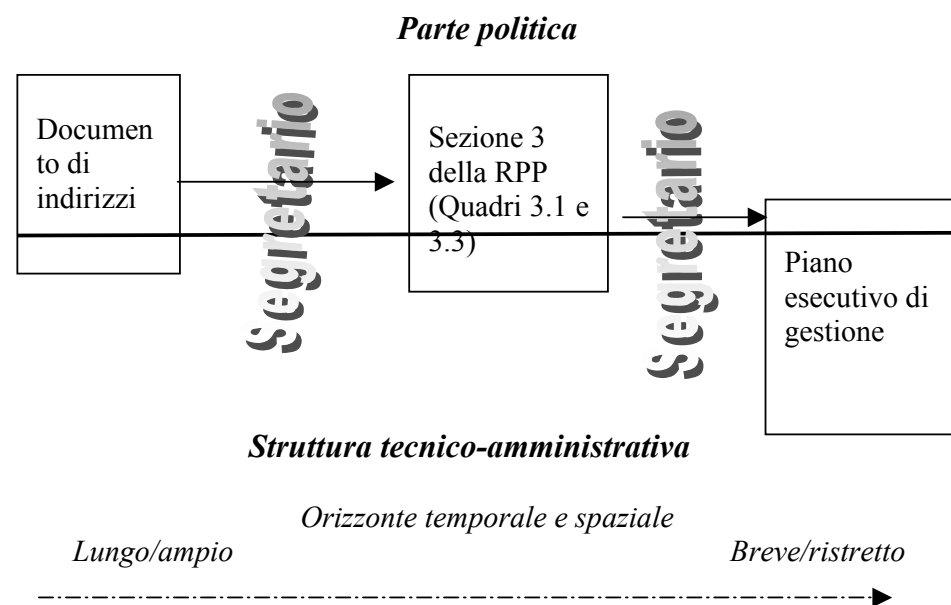 Parte politica
Documen
to di
indirizzi
Segretario
Sezione 3
della RPP
(Quadri 3.1 e
3.3)
Segretario
Piano
esecutivo di
gestione
Struttura tecnico-amministrativa
Orizzonte temporale e spaziale
Lungo/ampio
Breve/ristretto